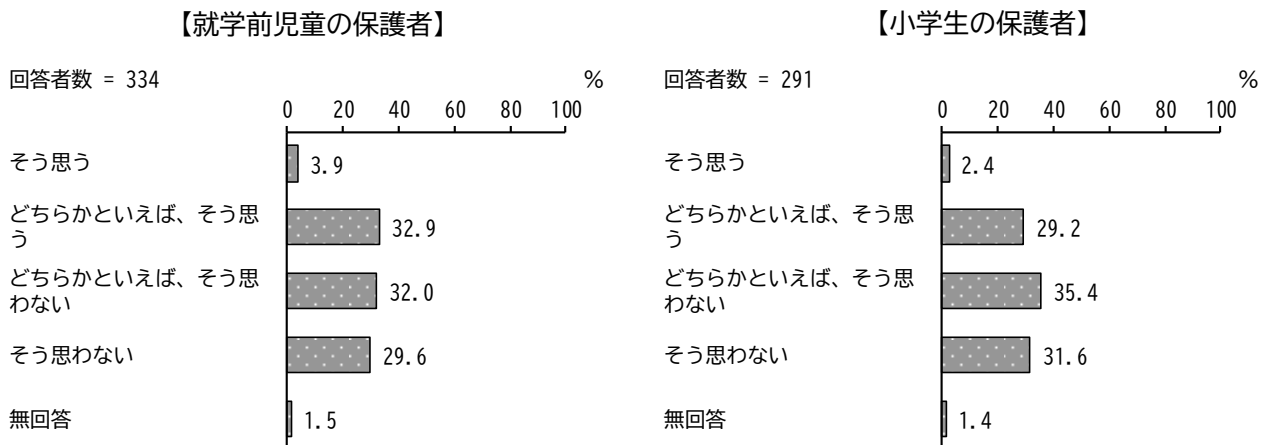 【就学前児童の保護者】
回答者数 = 334
%
0 20 40 60 80 100
そう思う
3.9
どちらかといえば、そう思
う
32.9
どちらかといえば、そう思
わない
32.0
そう思わない
29.6
無回答
1.5
【小学生の保護者】
回答者数 = 291
%
0 20 40 60 80 100
そう思う
2.4
どちらかといえば、そう思
う
29.2
どちらかといえば、そう思
わない
35.4
そう思わない
31.6
無回答
1.4